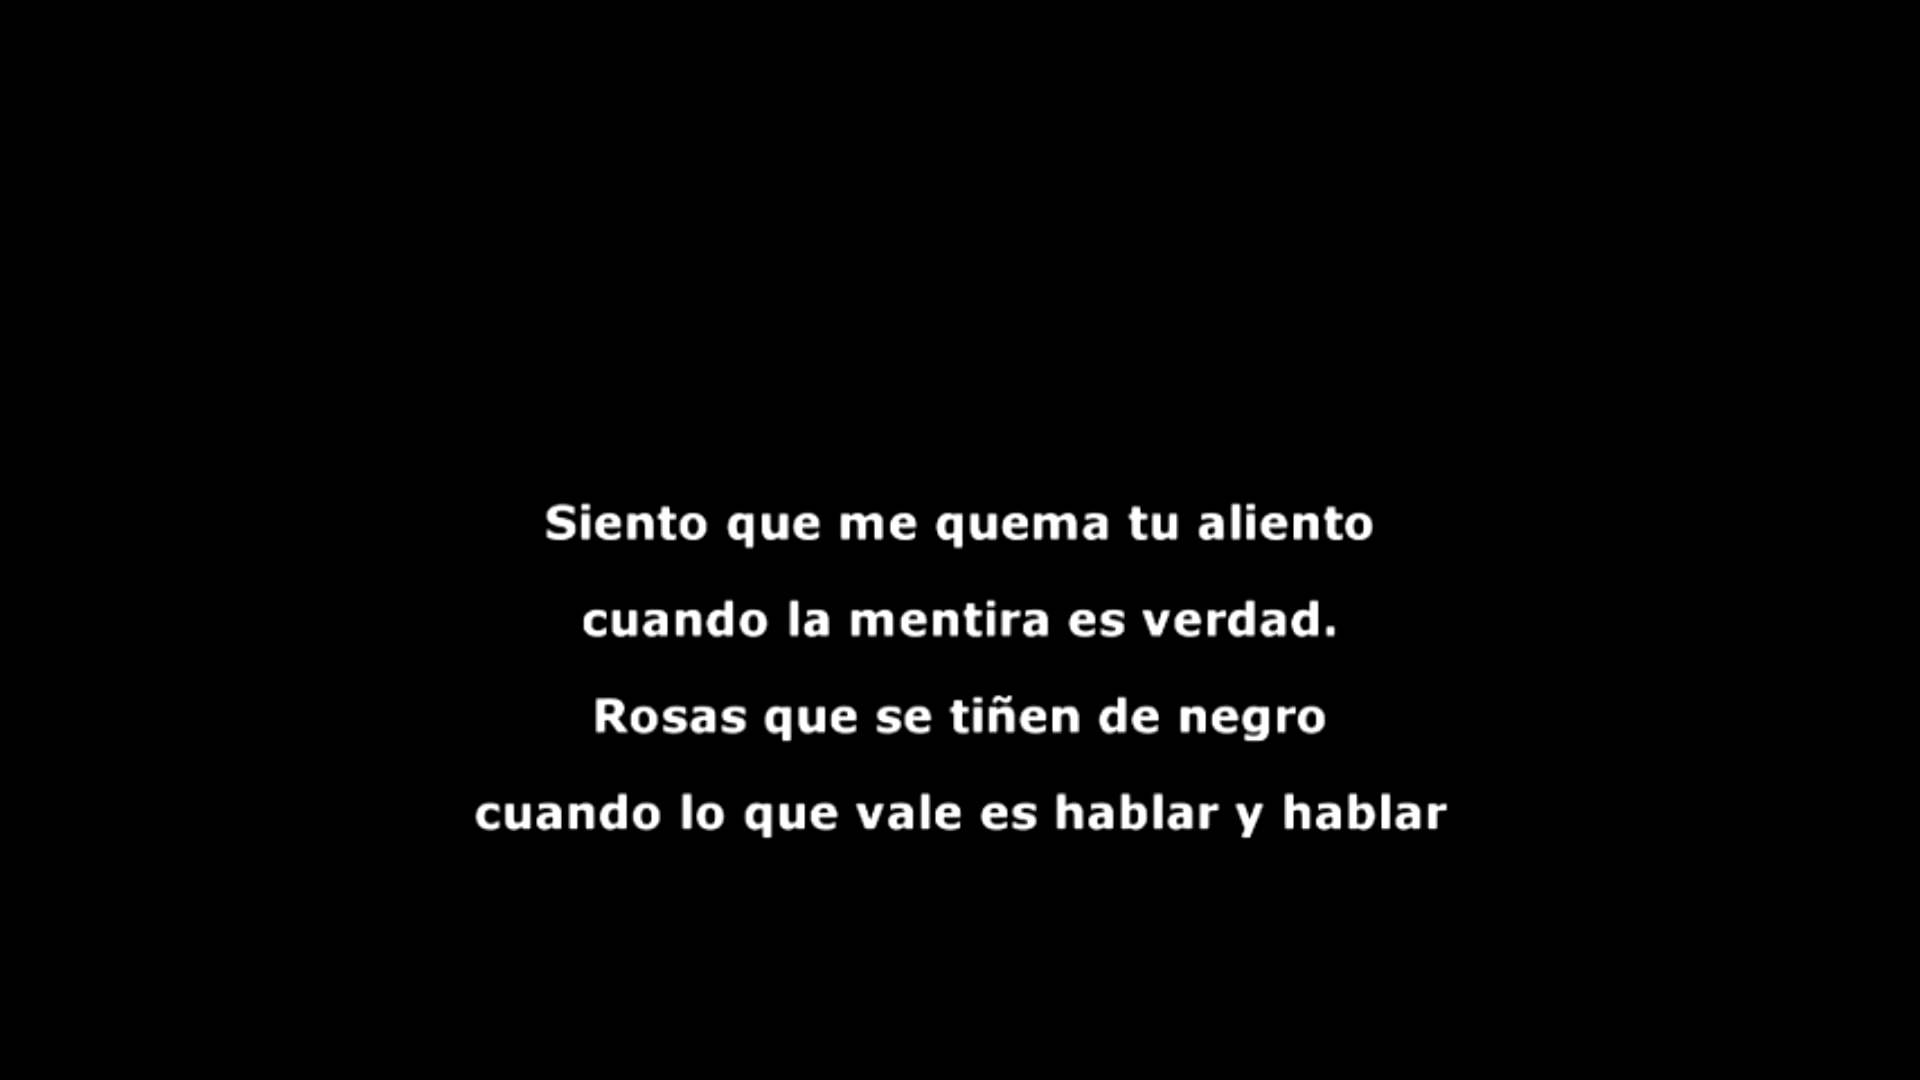 Siento que me quema tu aliento
cuando la mentira es verdad.
Rosas que se tiñen de negro
cuando lo que vale es hablar y hablar